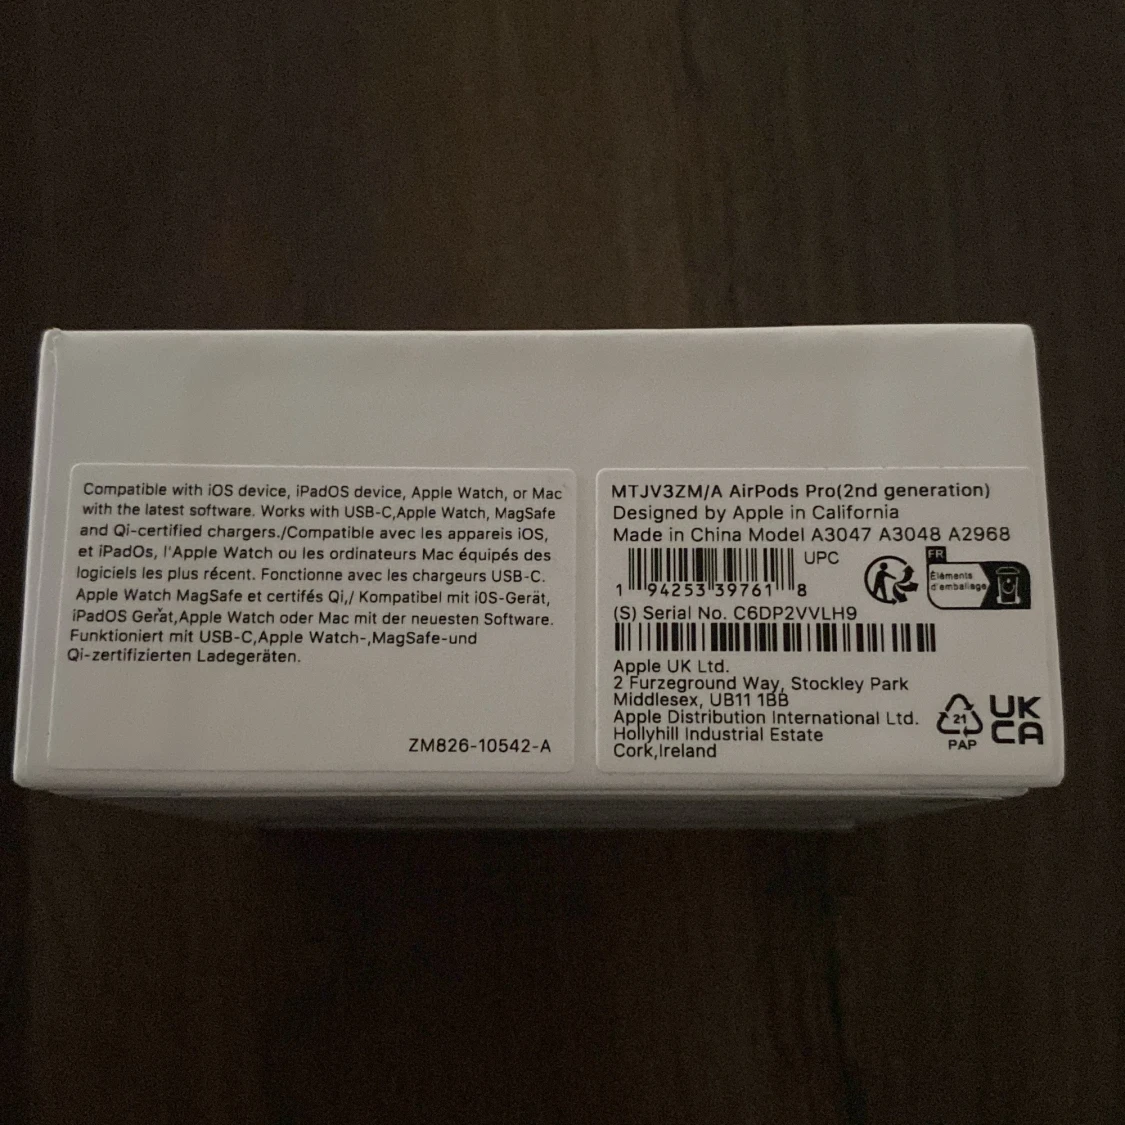 Compatible with iOS device, iPadOS device, Apple Watch, or Mac
with the latest software. Works with USB-C,Apple Watch, MagSafe
and Qi-certified chargers./Compatible avec les appareis iOS,
et iPadOs, l'Apple Watch ou les ordinateurs Mac équipés des
logiciels les plus récent. Fonctionne avec les chargeurs USB-C.
Apple Watch MagSafe et certifés Qi,/ Kompatibel mit i0S-Gerät,
iPadOS Gerǎt,Apple Watch oder Mac mit der neuesten Software.
Funktioniert mit USB-C,Apple Watch-,MagSafe-und
Qi-zertifizierten Ladegeräten.
ZM826-10542-A
MTJV3ZM/A AirPods Pro(2nd generation)
Designed by Apple in California
Made in China Model A3047 A3048 A2968
UPC
1 94253 39761 8
FR
Éléments
d'emballage
(S) Serial No. C6DP2VVLH9
Apple UK Ltd.
2 Furzeground Way, Stockley Park
Middlesex, UB11 1BB
Apple Distribution International Ltd.
Hollyhill Industrial Estate
Cork,Ireland
21
PAP
UK
CA